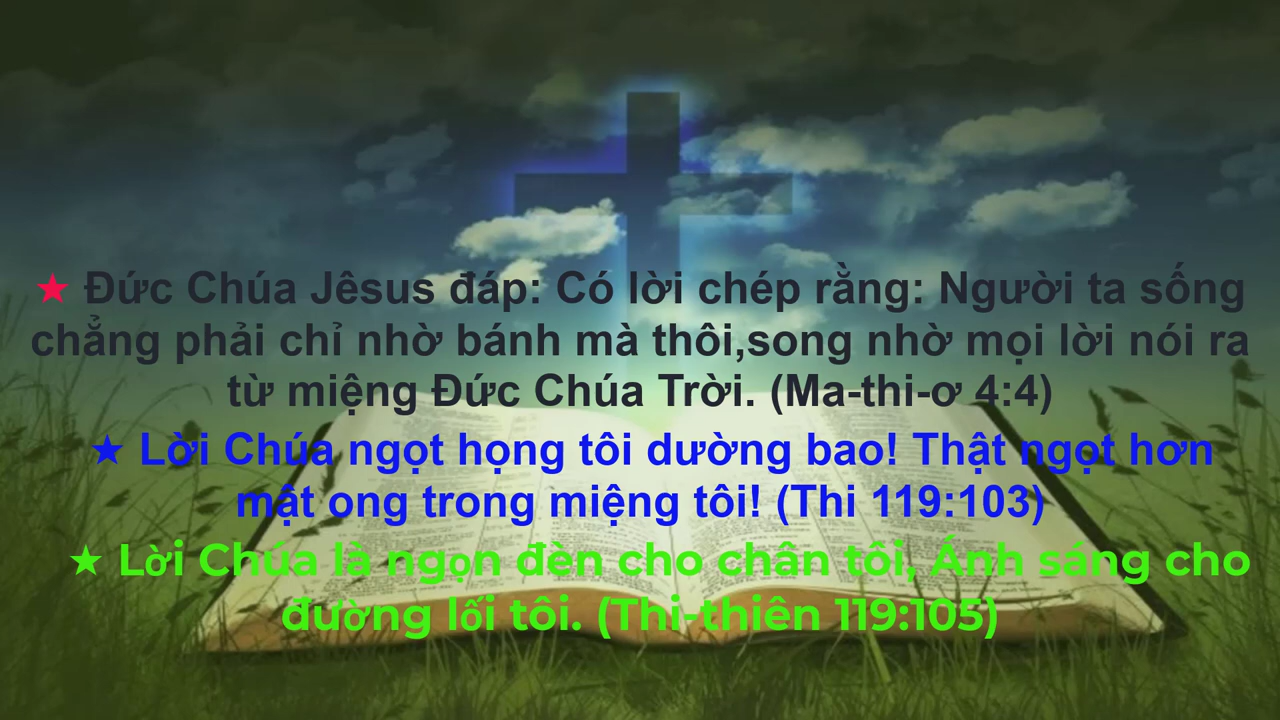 ★ Đức Chúa Jêsus đáp: Có lời chép rằng: Người ta sống
chẳng phải chỉ nhờ bánh mà thôi,song nhờ mọi lời nói ra
từ miệng Đức Chúa Trời. (Ma-thi-ơ 4:4)
★ Lời Chúa ngọt họng tôi dường bao! Thật ngọt hơn
mật ong trong miệng tôi! (Thi 119:103)
★ Lời Chúa là ngọn đèn cho chân tôi, Ánh sáng cho
đường lối tôi. (Thi-thiên 119:105)